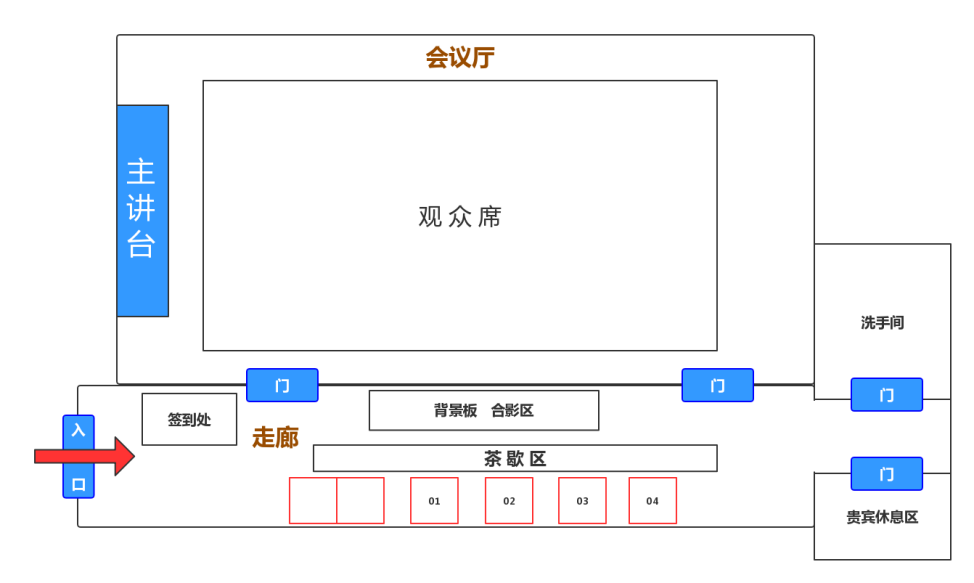 会议厅
主讲台
观众席
洗手间
门
门
门
签到处
背景板 合影区
入口
走廊
茶歇区
门
01
02
03
04
贵宾休息区